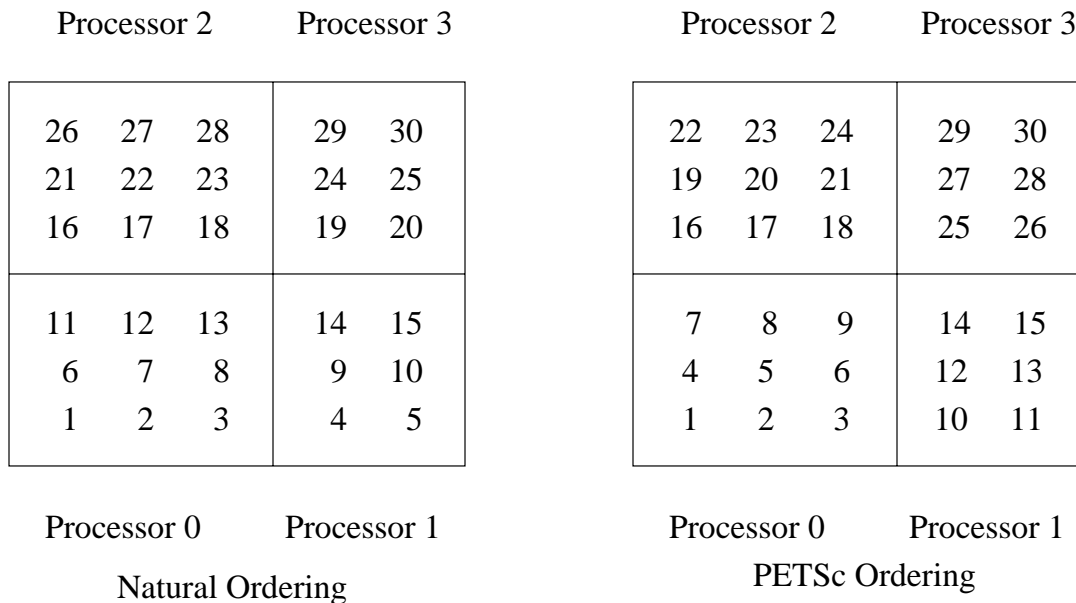 Processor 2 Processor 3 Processor 2 Processor 3
26 27 28 29 30 22 23 24 29 30
21 22 23 24 25 19 20 21 27 28
16 17 18 19 20 16 17 18 25 26
11 12 13 14 15 7 8 9 14 15
6 7 8 9 10 4 5 6 12 13
1 2 3 4 5 1 2 3 10 11
Processor 0 Processor 1 Processor 0 Processor 1
Natural Ordering PETSc Ordering